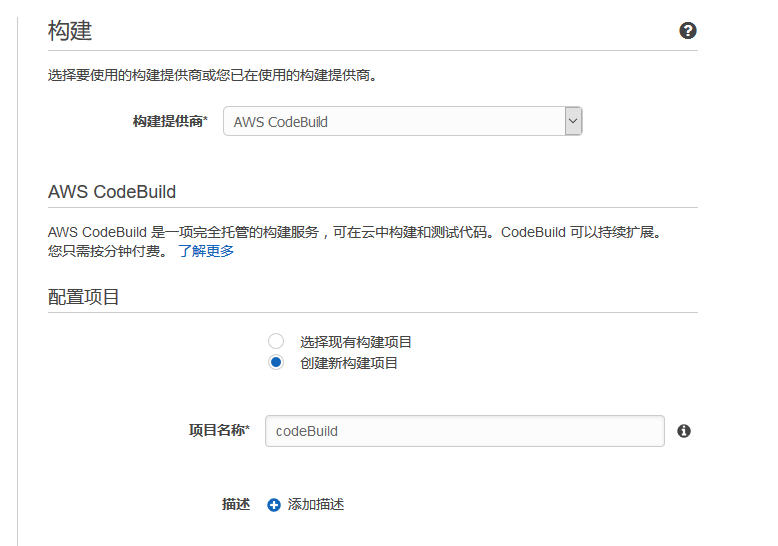 构建
选择要使用的构建提供商或您已在使用的构建提供商。
构建提供商* AWS CodeBuild
AWS CodeBuild
AWS CodeBuild 是一项完全托管的构建服务，可在云中构建和测试代码。CodeBuild 可以持续扩展。
您只需按分钟付费。 了解更多
配置项目
选择现有构建项目
创建新构建项目
项目名称* codeBuild
描述 添加描述